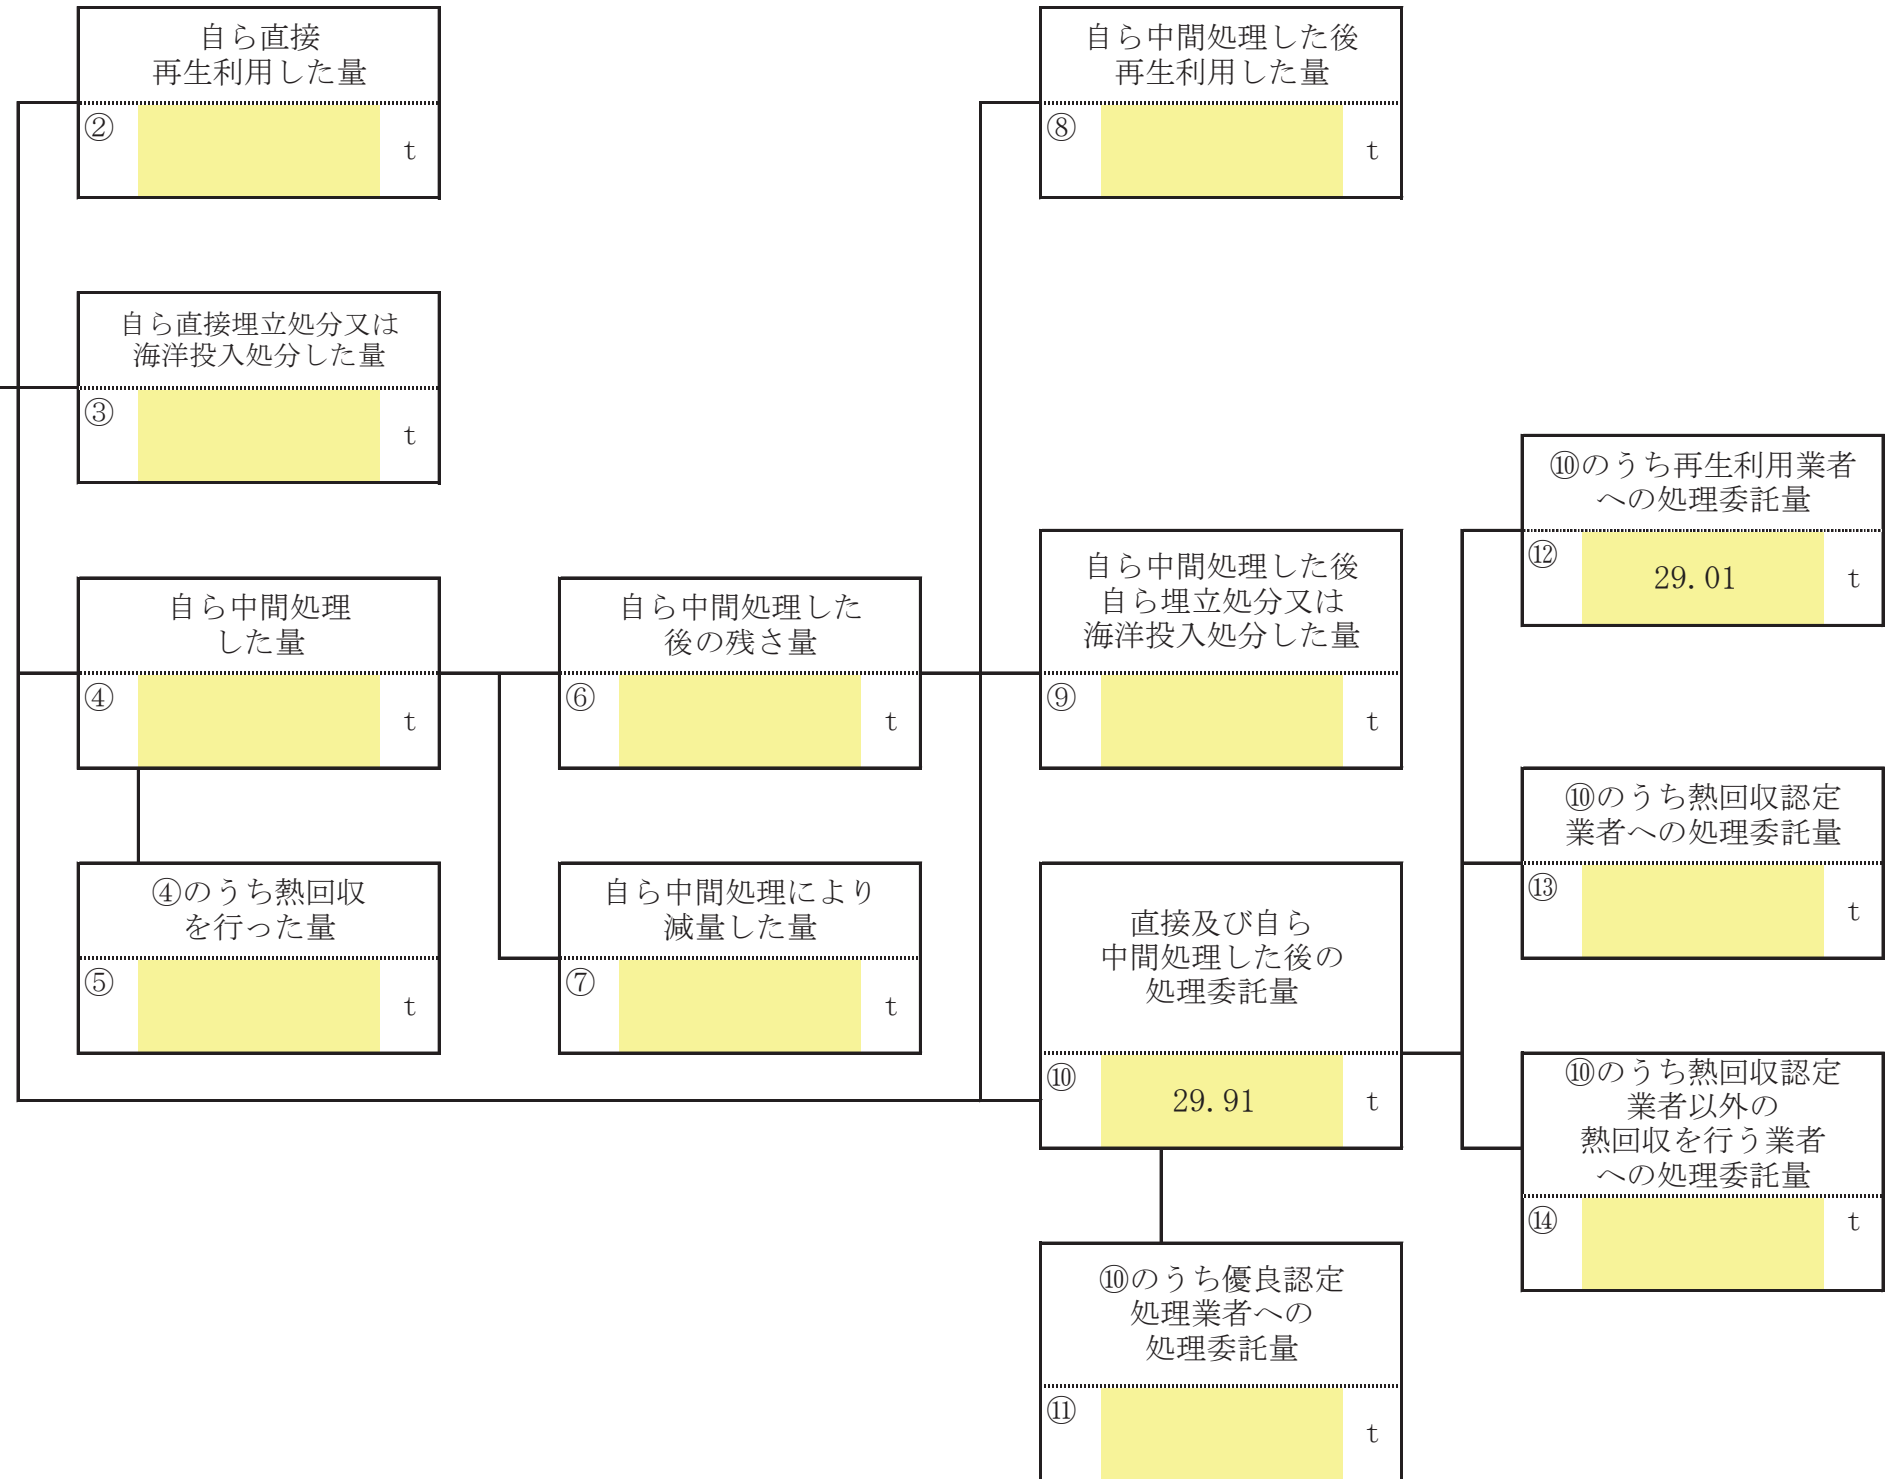 自ら直接
再生利用した量
②
t
自ら中間処理した後
再生利用した量
⑧
t
自ら直接埋立処分又は
海洋投入処分した量
③
t
⑩のうち再生利用業者
への処理委託量
⑫
29.01
t
自ら中間処理
した量
④
t
自ら中間処理した
後の残さ量
⑥
t
自ら中間処理した後
自ら埋立処分又は
海洋投入処分した量
⑨
t
⑩のうち熱回収認定
業者への処理委託量
⑬
t
④のうち熱回収
を行った量
⑤
t
自ら中間処理により
減量した量
⑦
t
直接及び自ら
中間処理した後の
処理委託量
⑩
29.91
t
⑩のうち熱回収認定
業者以外の
熱回収を行う業者
への処理委託量
⑭
t
⑩のうち優良認定
処理業者への
処理委託量
⑪
t